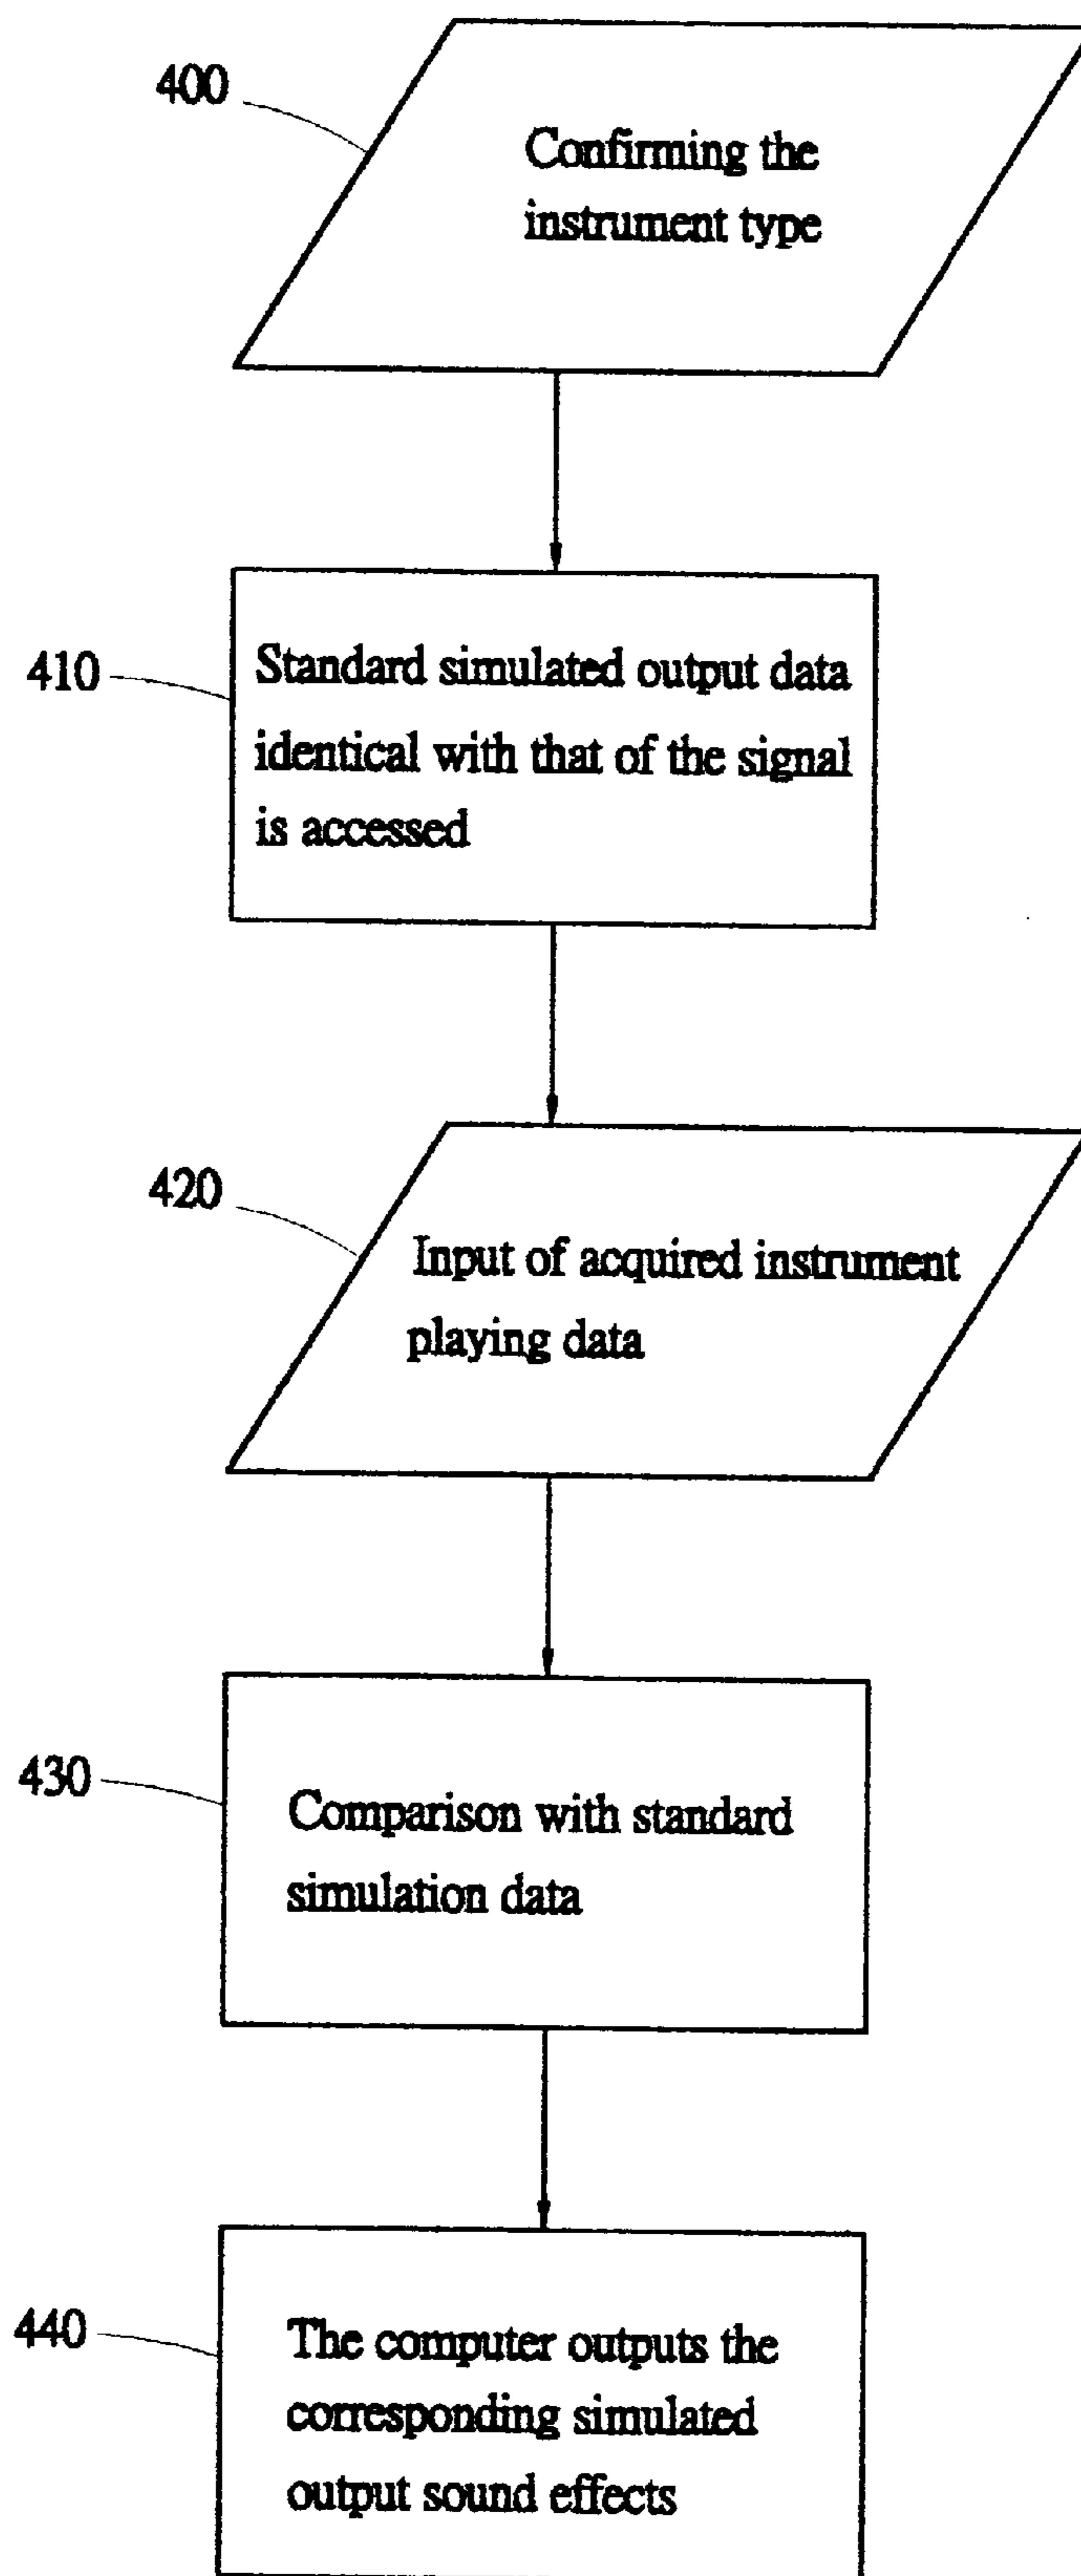 400
Confirming the
instrument type
410
Standard simulated output data
identical with that of the signal
is accessed
420
Input of acquired instrument
playing data
430
Comparison with standard
simulation data
440
The computer outputs the
corresponding simulated
output sound effects